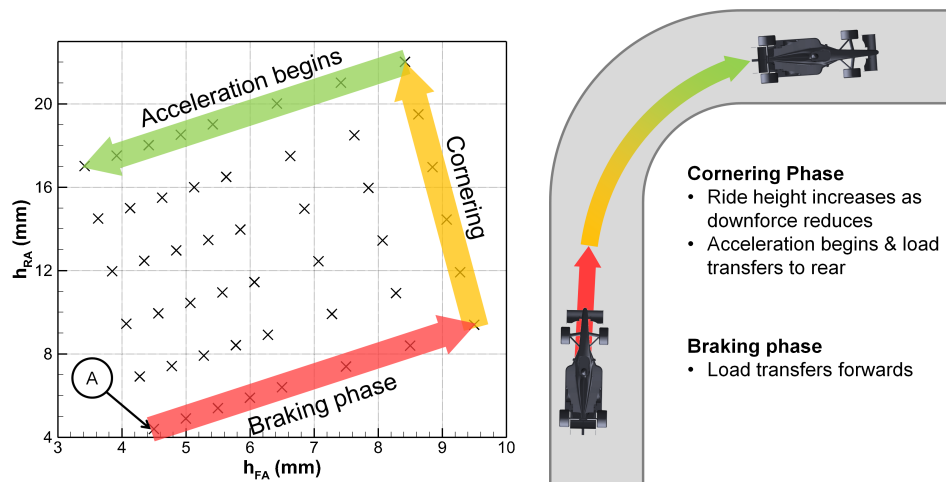 Acceleration begins
Cornering
Braking phase
A
20
16
12
8
4
3 4 5 6 7 8 9 10
h_RA (mm)
h_FA (mm)
Cornering Phase
• Ride height increases as
downforce reduces
• Acceleration begins & load
transfers to rear
Braking phase
• Load transfers forwards